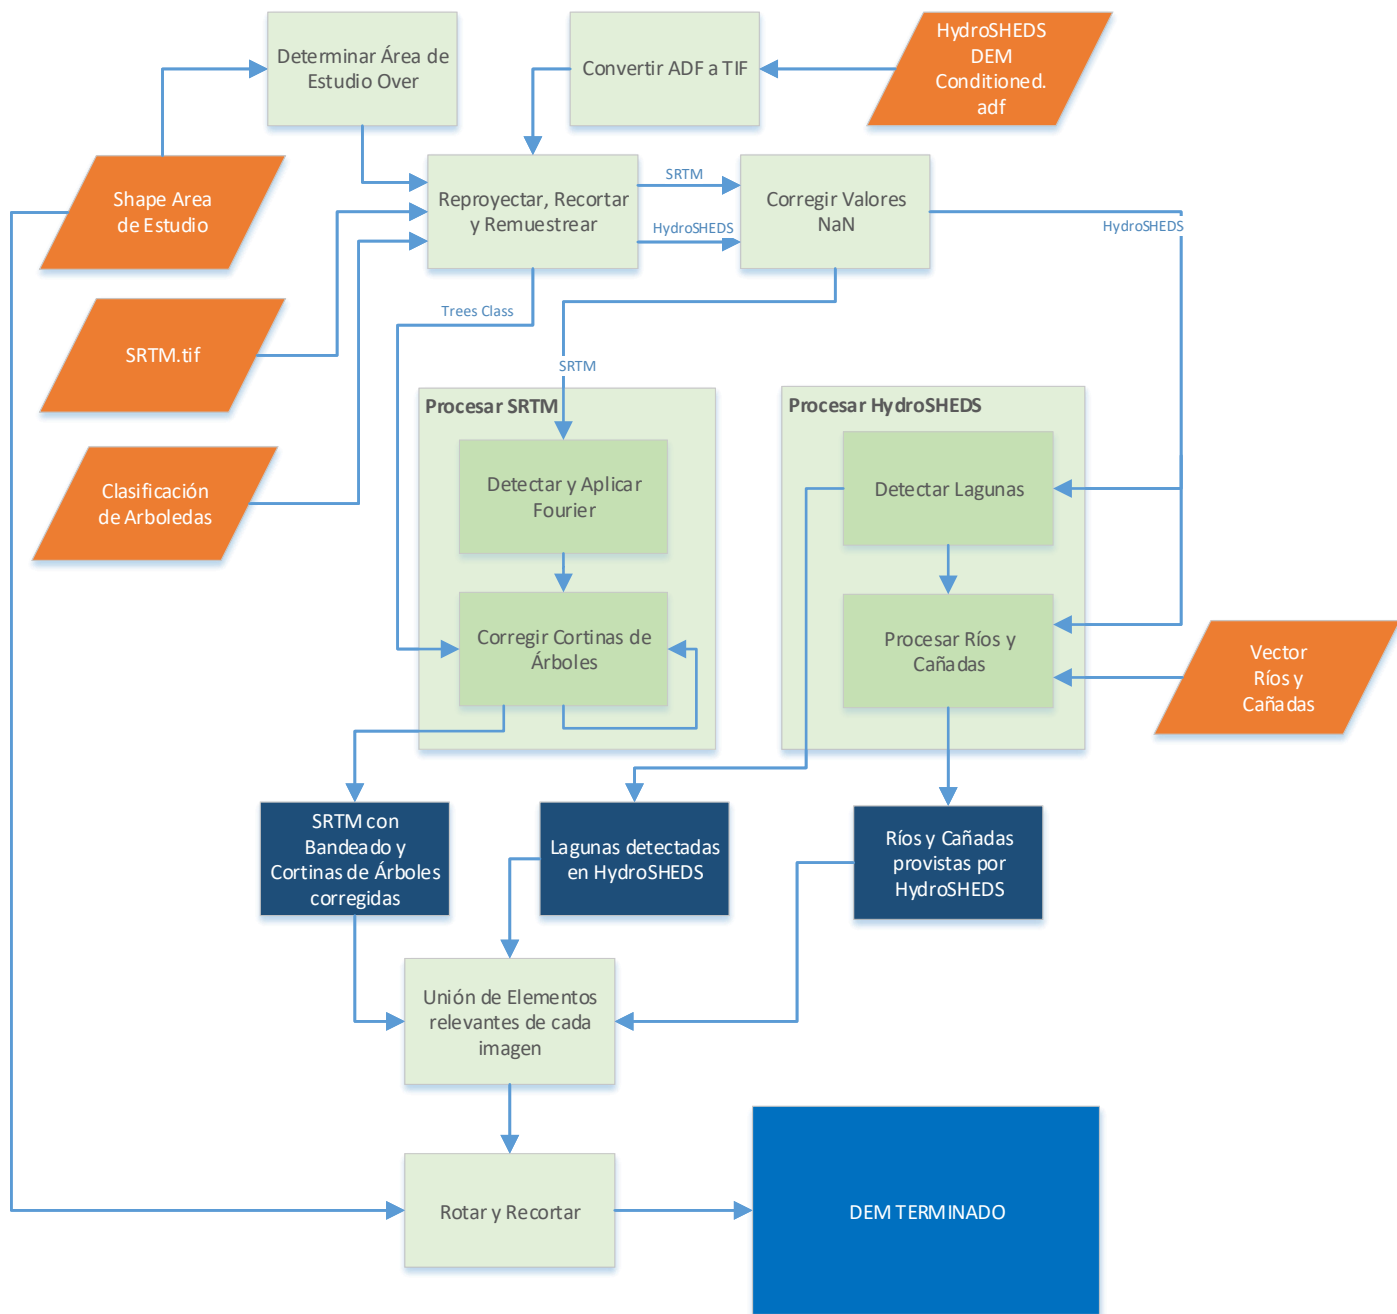 Determinar Área de
Estudio Over
Convertir ADF a TIF
HydroSHEDS
DEM
Conditioned.
adf
Shape Area
de Estudio
Reproyectar, Recortar
y Remuestrear
SRTM
HydroSHEDS
Corregir Valores
NaN
HydroSHEDS
SRTM.tif
Trees Class
SRTM
Clasificación
de Arboledas
Procesar SRTM
Detectar y Aplicar
Fourier
Corregir Cortinas de
Árboles
Procesar HydroSHEDS
Detectar Lagunas
Procesar Ríos y
Cañadas
Vector
Ríos y
Cañadas
SRTM con
Bandeado y
Cortinas de Árboles
corregidas
Lagunas detectadas
en HydroSHEDS
Ríos y Cañadas
provistas por
HydroSHEDS
Unión de Elementos
relevantes de cada
imagen
Rotar y Recortar
DEM TERMINADO